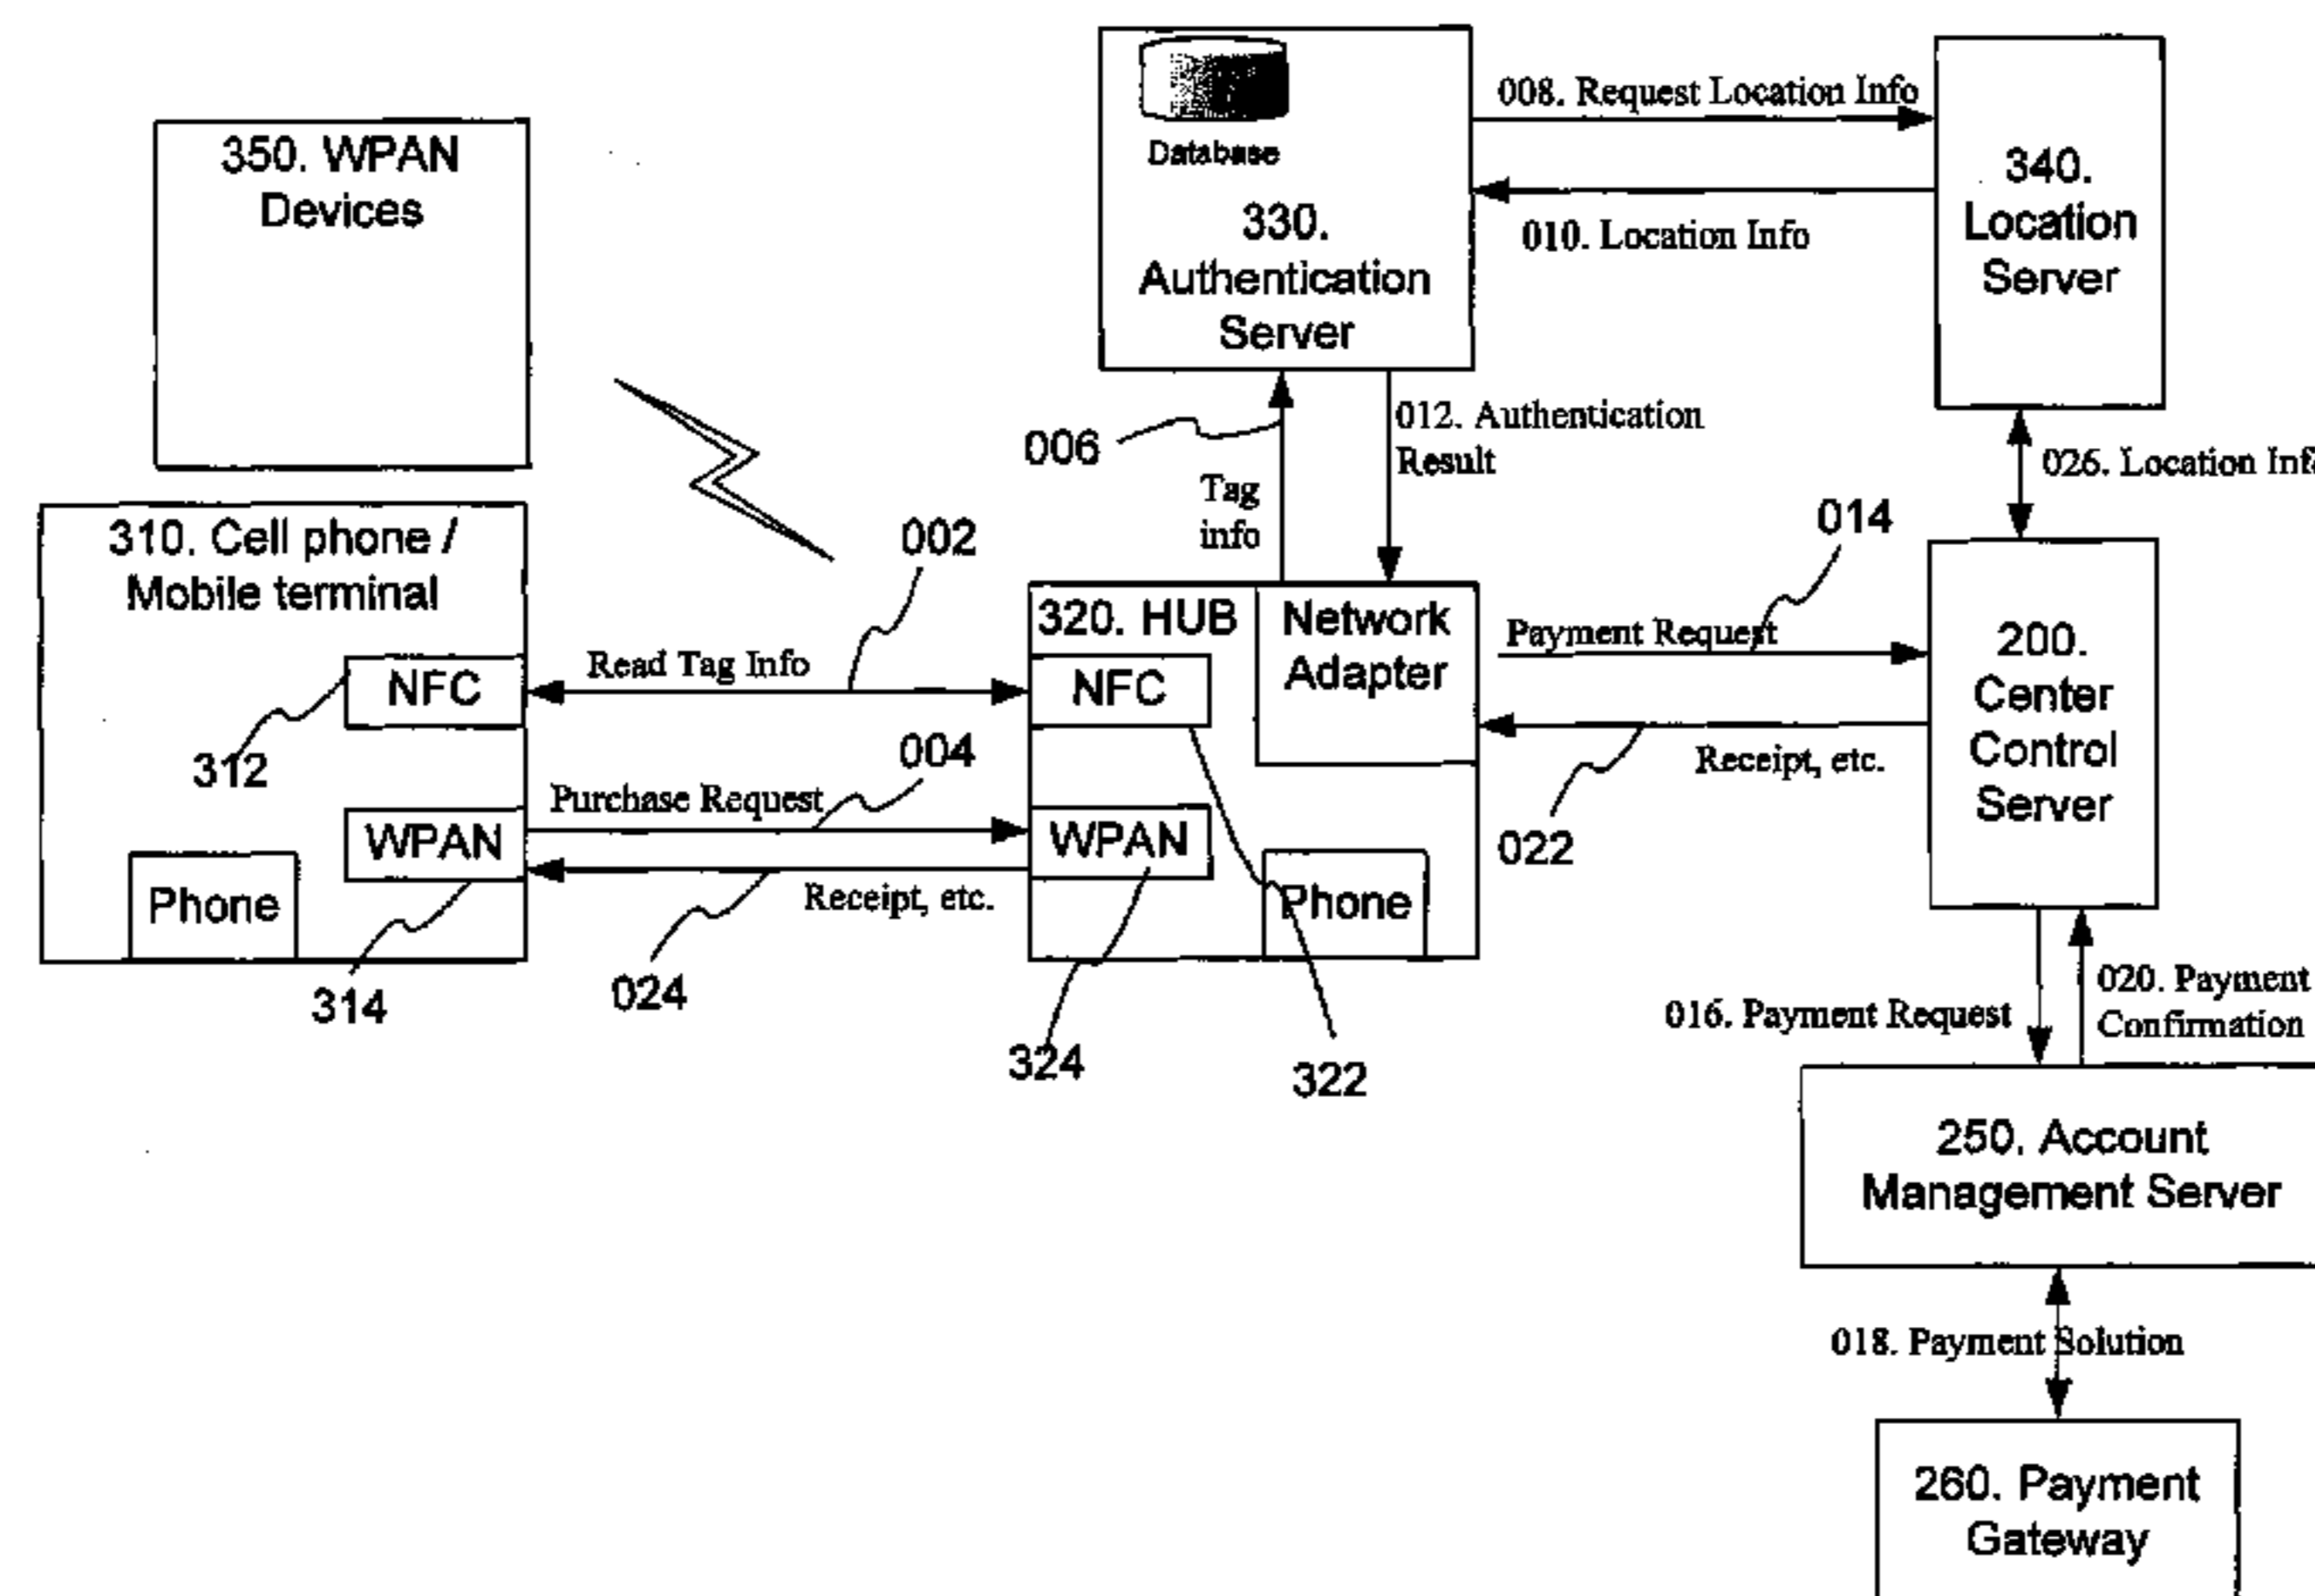 350. WPAN
Devices
Database
330.
Authentication
Server
008. Request Location Info
010. Location Info
340.
Location
Server
006
Tag
info
012. Authentication
Result
026. Location Inf
310. Cell phone /
Mobile terminal
NFC
312
WPAN
Phone
314
002
Read Tag Info
004
Purchase Request
Receipt, etc.
024
320. HUB
Network
Adapter
NFC
WPAN
Phone
324
322
014
Payment Request
Receipt, etc.
022
200.
Center
Control
Server
016. Payment Request
020. Payment
Confirmation
250. Account
Management Server
018. Payment Solution
260. Payment
Gateway